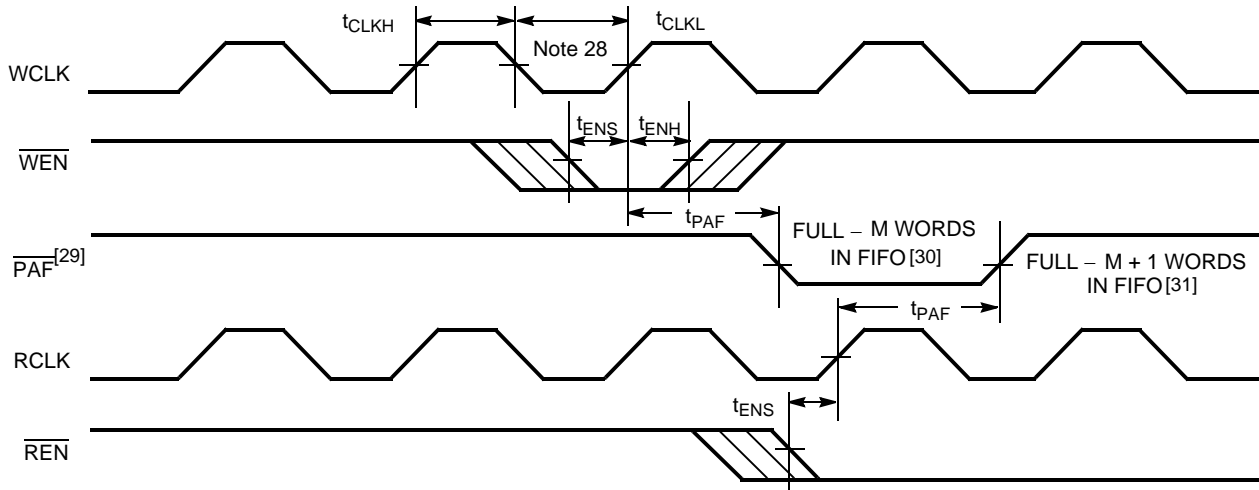 tCLKH
tCLKL
Note 28
WCLK
tENS
tENH
WEN
tPAF
FULL – M WORDS
IN FIFO[30]
PAF[29]
FULL – M + 1 WORDS
IN FIFO[31]
tPAF
RCLK
tENS
REN